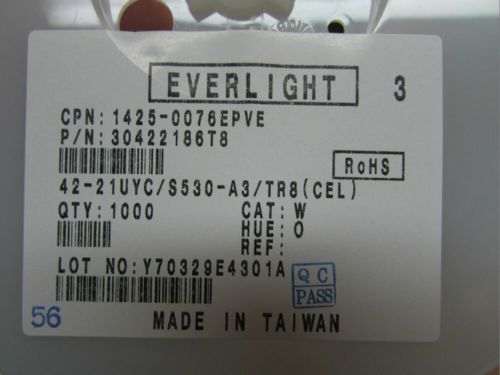 EVERLIGHT 3
CPN: 1425-0076EPVE
P/N: 30422186T8
RoHS
42-21UYC/S530-A3/TR8(CEL)
QTY: 1000 CAT: W
HUE: O
REF:
LOT NO: Y70329E4301A
QC
PASS
56
MADE IN TAIWAN